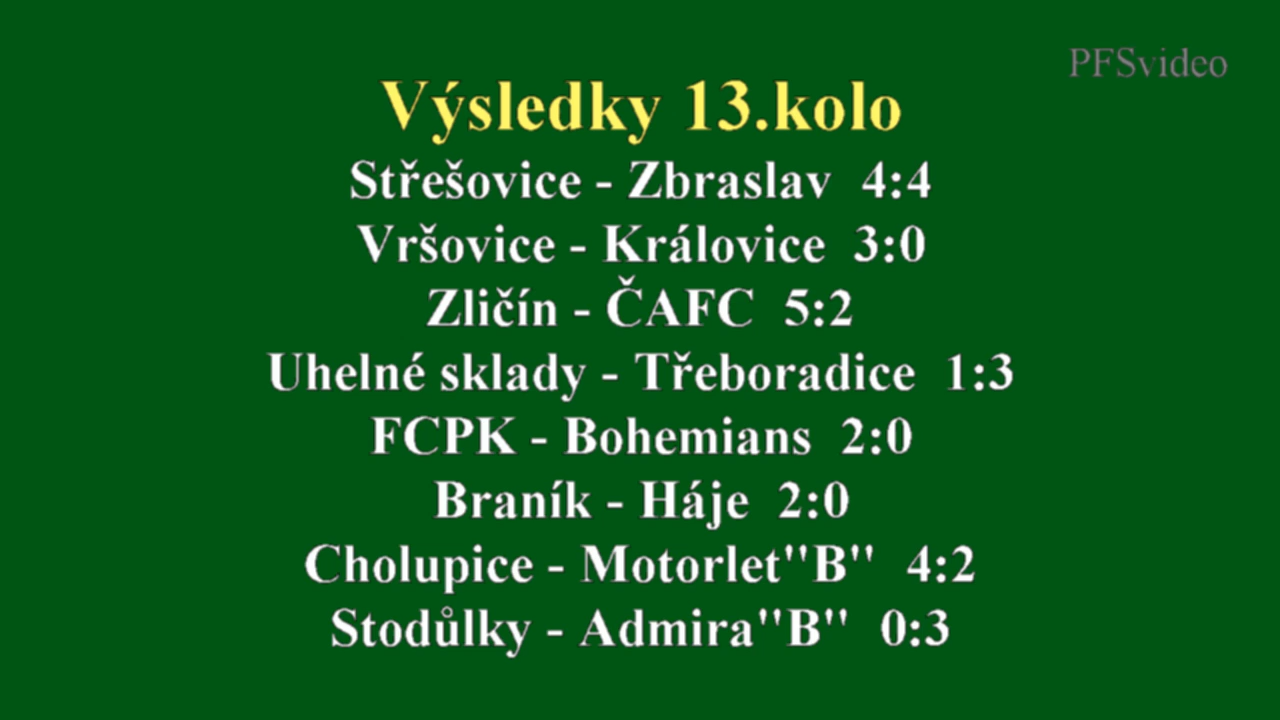 PFSvideo
Výsledky 13.kolo
Střešovice - Zbraslav 4:4
Vršovice - Královice 3:0
Zličín - ČAFC 5:2
Uhelné sklady - Třeboradice 1:3
FCPK - Bohemians 2:0
Braník - Háje 2:0
Cholupice - Motorlet"B" 4:2
Stodůlky - Admira"B" 0:3